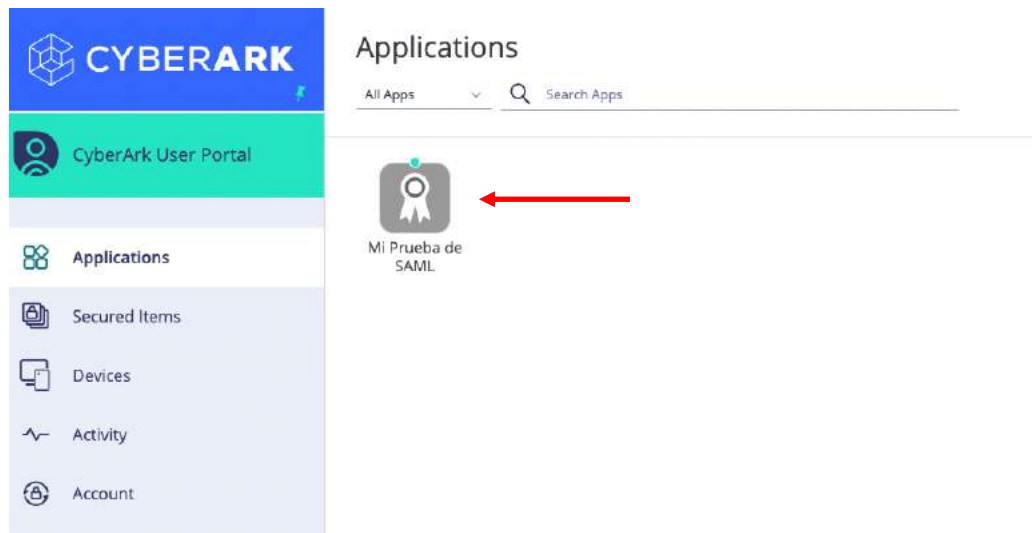 CYBERARK
CyberArk User Portal
Applications
Secured Items
Devices
Activity
Account
Applications
All Apps
Search Apps
Mi Prueba de
SAML